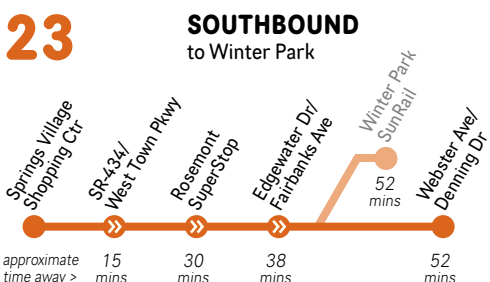 23
SOUTHBOUND
to Winter Park
Springs Village
Shopping Ctr
SR-434/
West Town Pkwy
Rosemont
SuperStop
Edgewater Dr/
Fairbanks Ave
Winter Park
SunRail
52
mins
Webster Ave/
Denning Dr
approximate
time away >
15
mins
30
mins
38
mins
52
mins